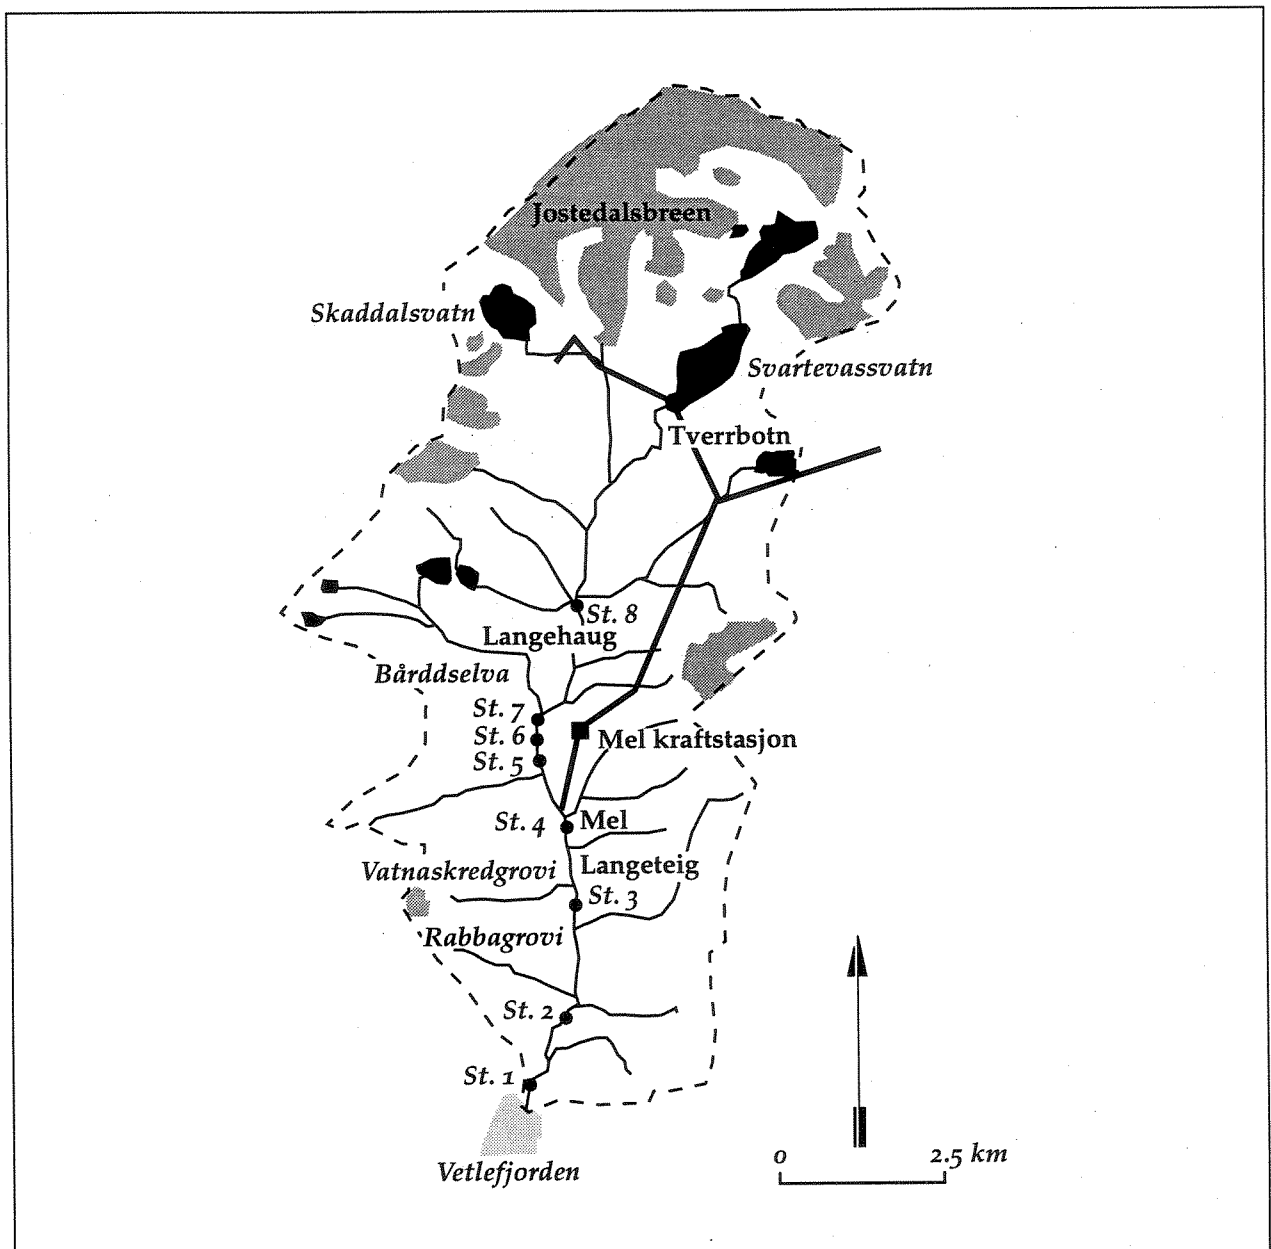 Jostedalsbreen
Skaddalsvatn
Svartevassvatn
Tverrbotn
St. 8
Langehaug
Bårddselva
St. 7
St. 6
Mel kraftstasjon
St. 5
St. 4
Mel
Vatnaskredgrovi
Langeteig
St. 3
Rabbagrovi
St. 2
St. 1
0
2.5 km
Vetlefjorden